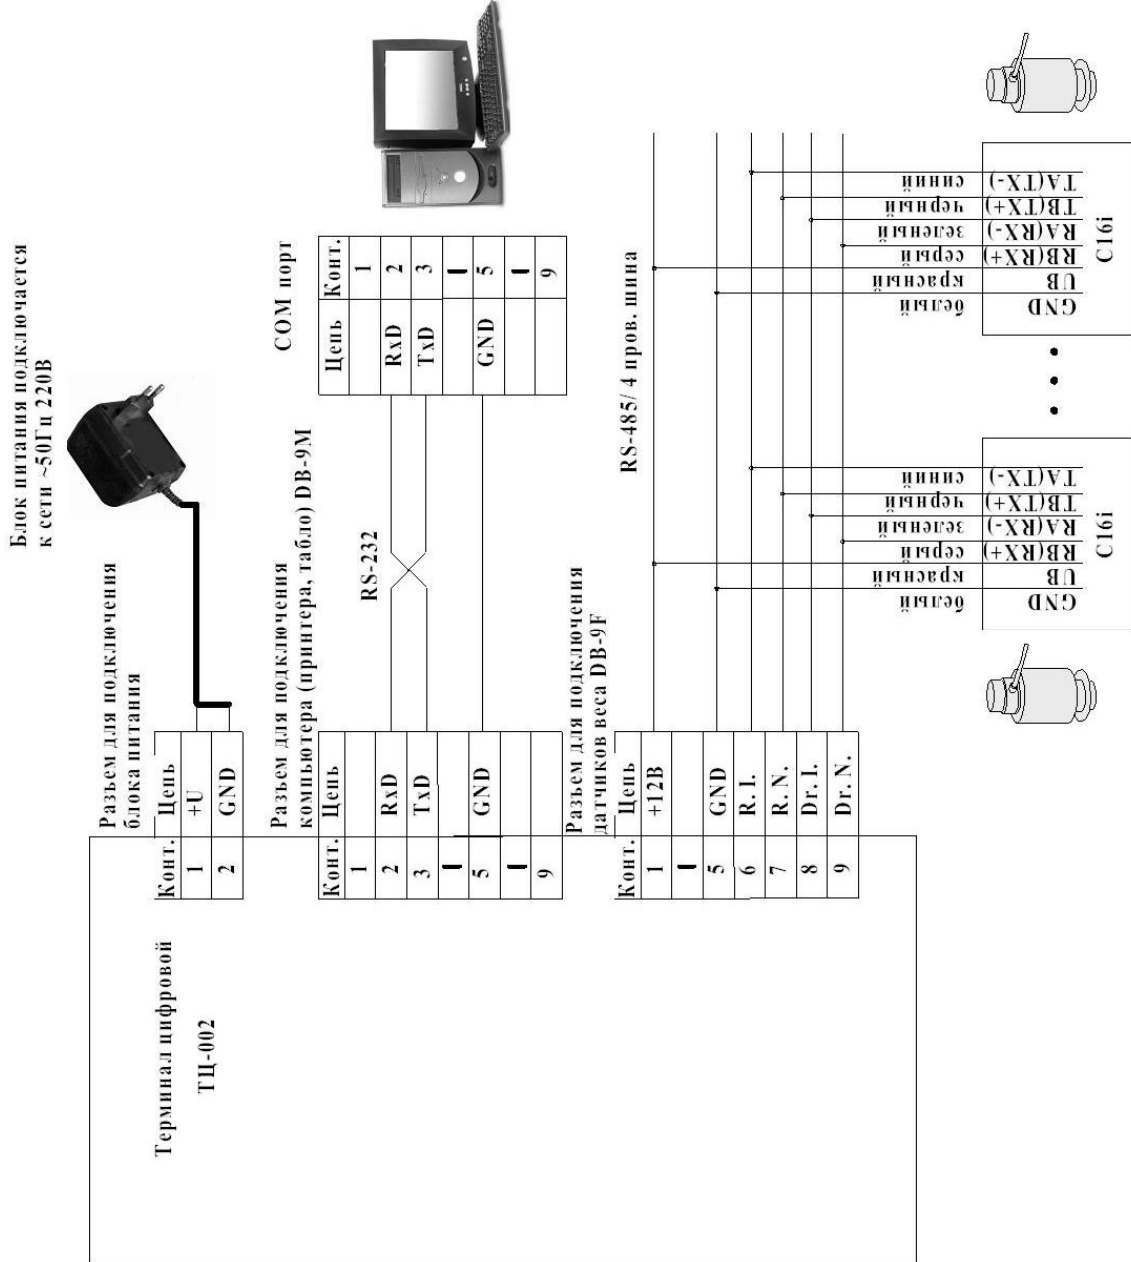 Блок питания подключается
к сети ~50Гц 220В
Разъем для подключения
блока питания
Конт. Цепь
1 +U
2 GND
Терминал цифровой
ТЦ-002
Разьем для подключения
компьютера (принтера, табло) DB-9M
Конт. Цепь
1
2 RxD
3 TxD
5 GND
9
RS-232
COM порт
Цепь Конт.
1
RxD 2
TxD 3
GND 5
9
Разьем для подключения
датчиков веса DB-9F
Конт. Цепь
1 +12В
5 GND
6 R. I.
7 R. N.
8 Dr. I.
9 Dr. N.
RS-485/ 4 пров. шина
белый GND
красный UB
серый RB(RX+)
зеленый RA(RX-)
черный TB(TX+)
синий TA(TX-)
C16i
белый GND
красный UB
серый RB(RX+)
зеленый RA(RX-)
черный TB(TX+)
синий TA(TX-)
C16i